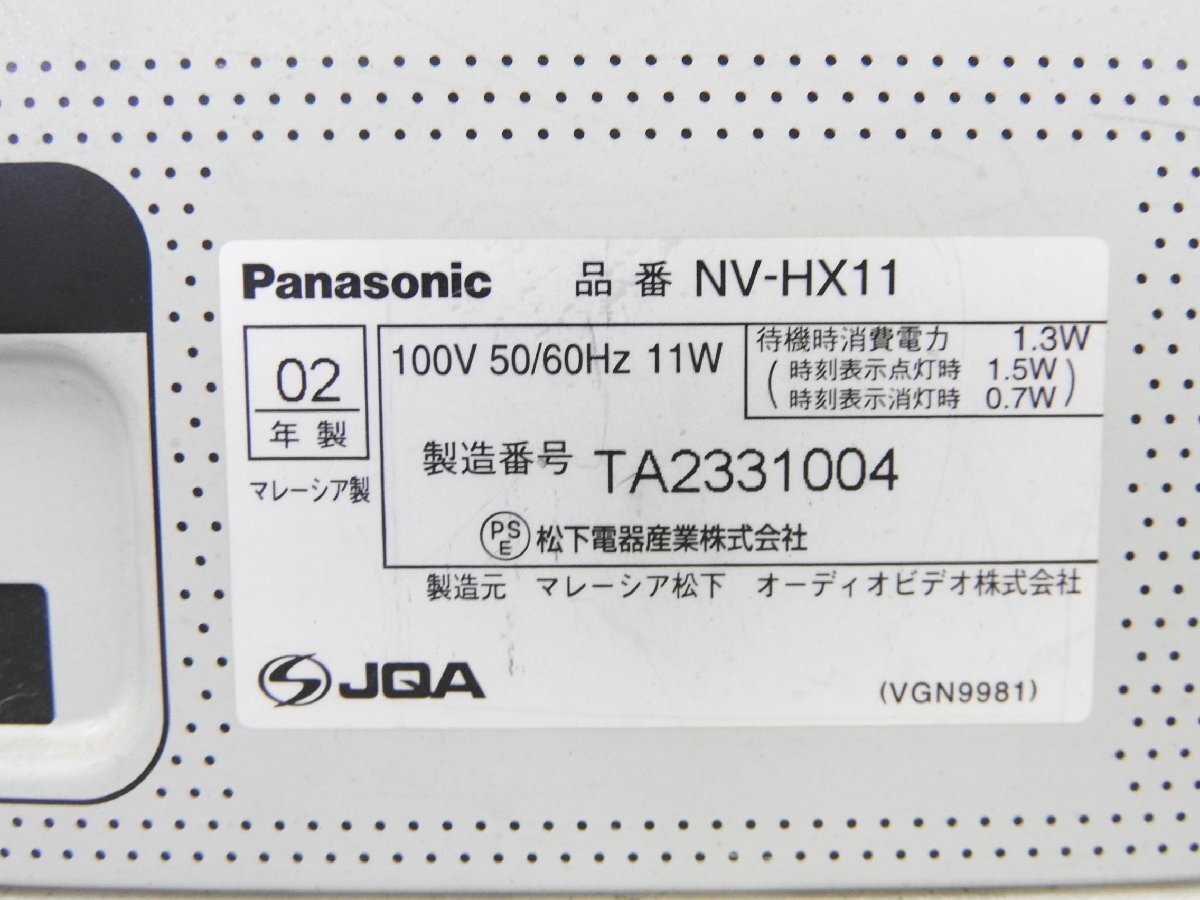 Panasonic 品番 NV-HX11
02
年製
マレーシア製
100V 50/60Hz 11W
待機時消費電力 1.3W
(時刻表示点灯時 1.5W
時刻表示消灯時 0.7W)
製造番号 TA2331004
PSE 松下電器産業株式会社
製造元 マレーシア松下 オーディオビデオ株式会社
JQA
(VGN9981)